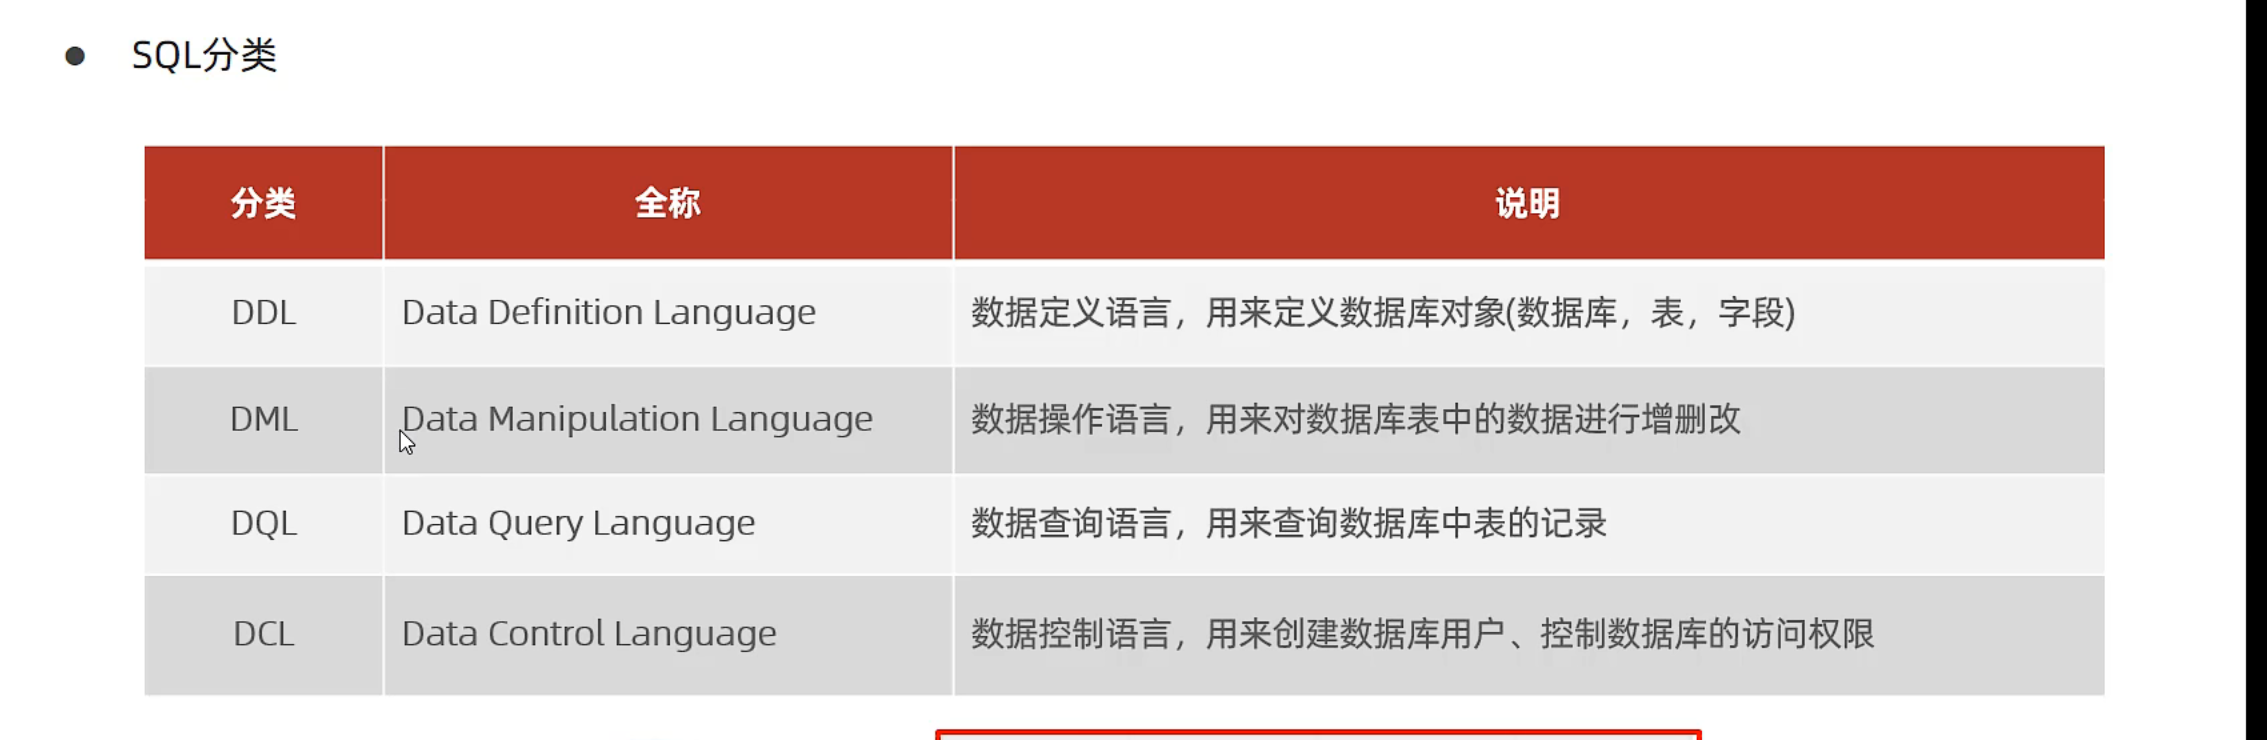 SQL分类
分类 全称 说明
DDL Data Definition Language 数据定义语言，用来定义数据库对象(数据库，表，字段)
DML Data Manipulation Language 数据操作语言，用来对数据库表中的数据进行增删改
DQL Data Query Language 数据查询语言，用来查询数据库中表的记录
DCL Data Control Language 数据控制语言，用来创建数据库用户、控制数据库的访问权限